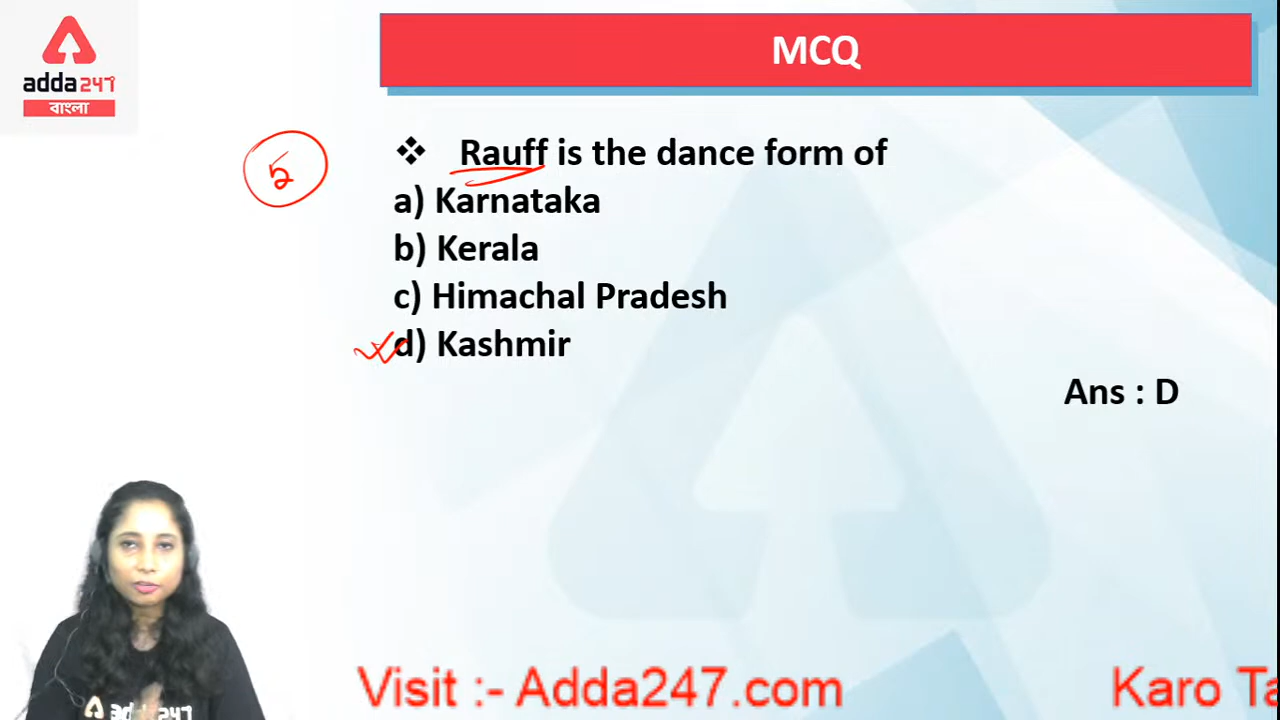 adda247
বাংলা
MCQ
❖ Rauff is the dance form of
a) Karnataka
b) Kerala
c) Himachal Pradesh
d) Kashmir
Ans : D
Visit :- Adda247.com
Karo Ta
adda247